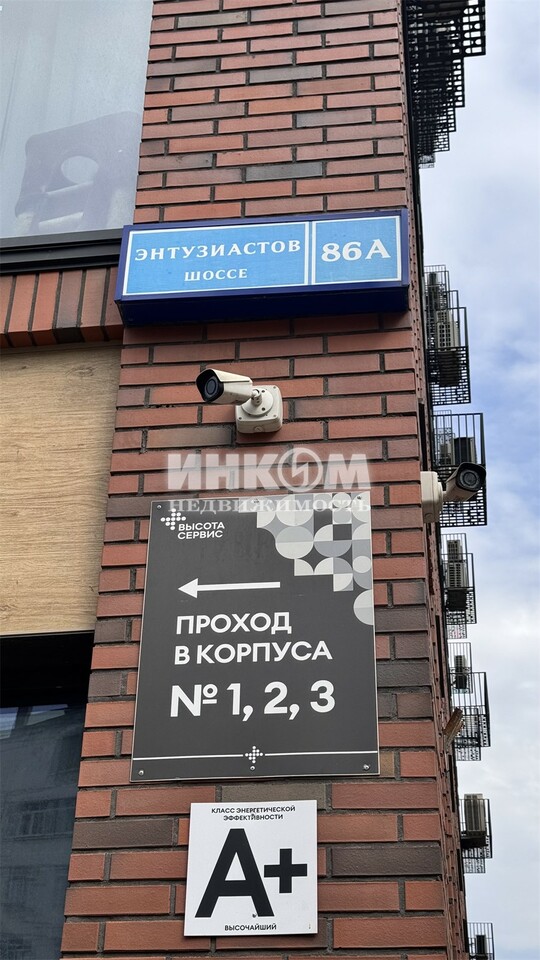 ЭНТУЗИАСТОВ
ШОССЕ
86А
ИНКОМ
НЕДВИЖИМОСТЬ
ВЫСОТА
СЕРВИС
ПРОХОД
В КОРПУСА
№ 1, 2, 3
КЛАСС ЭНЕРГЕТИЧЕСКОЙ
ЭФФЕКТИВНОСТИ
A+
ВЫСОЧАЙШИЙ